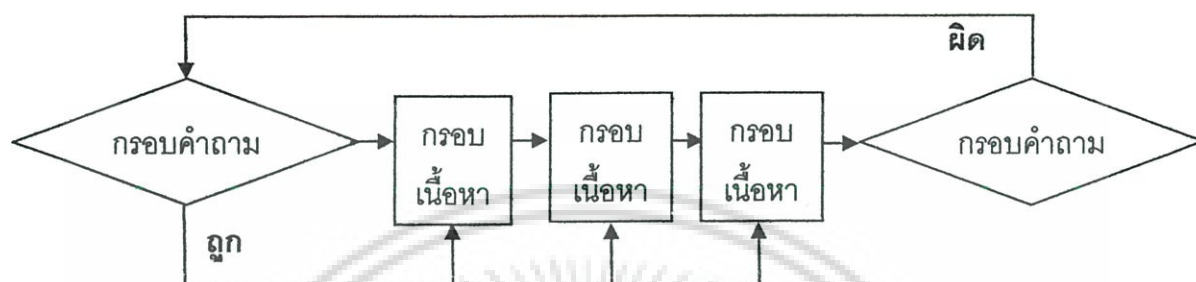 ผิด
กรอบคำถาม
กรอบ
เนื้อหา
กรอบ
เนื้อหา
กรอบ
เนื้อหา
กรอบคำถาม
ถูก